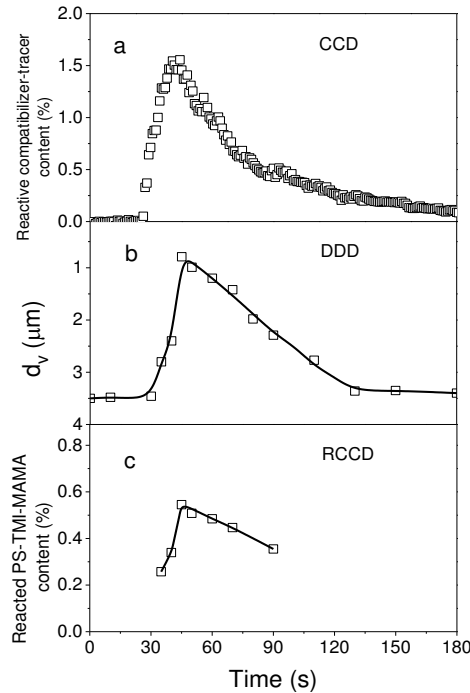 a
CCD
2.0
1.5
1.0
0.5
0.0
Reactive compatibilizer-tracer
content (%)
b
DDD
1
2
3
4
dᵥ (μm)
c
RCCD
0.8
0.6
0.4
0.2
0.0
Reacted PS-TMI-MAMA
content (%)
0 30 60 90 120 150 180
Time (s)